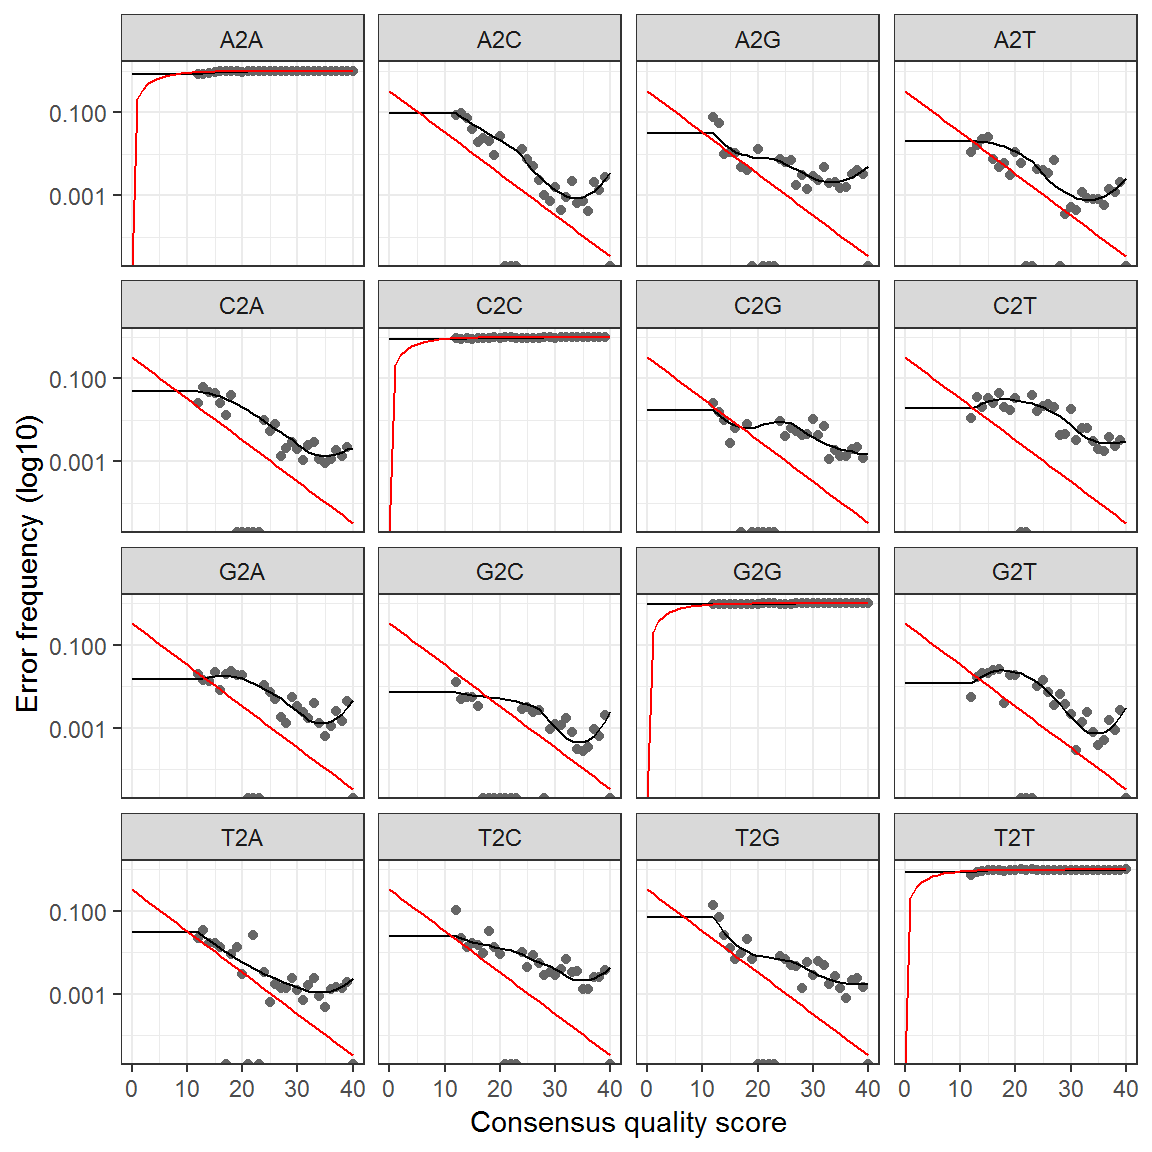 A2A A2C A2G A2T
0.100
0.001
C2A C2C C2G C2T
0.100
0.001
Error frequency (log10)
G2A G2C G2G G2T
0.100
0.001
T2A T2C T2G T2T
0.100
0.001
0 10 20 30 40 0 10 20 30 40 0 10 20 30 40 0 10 20 30 40
Consensus quality score